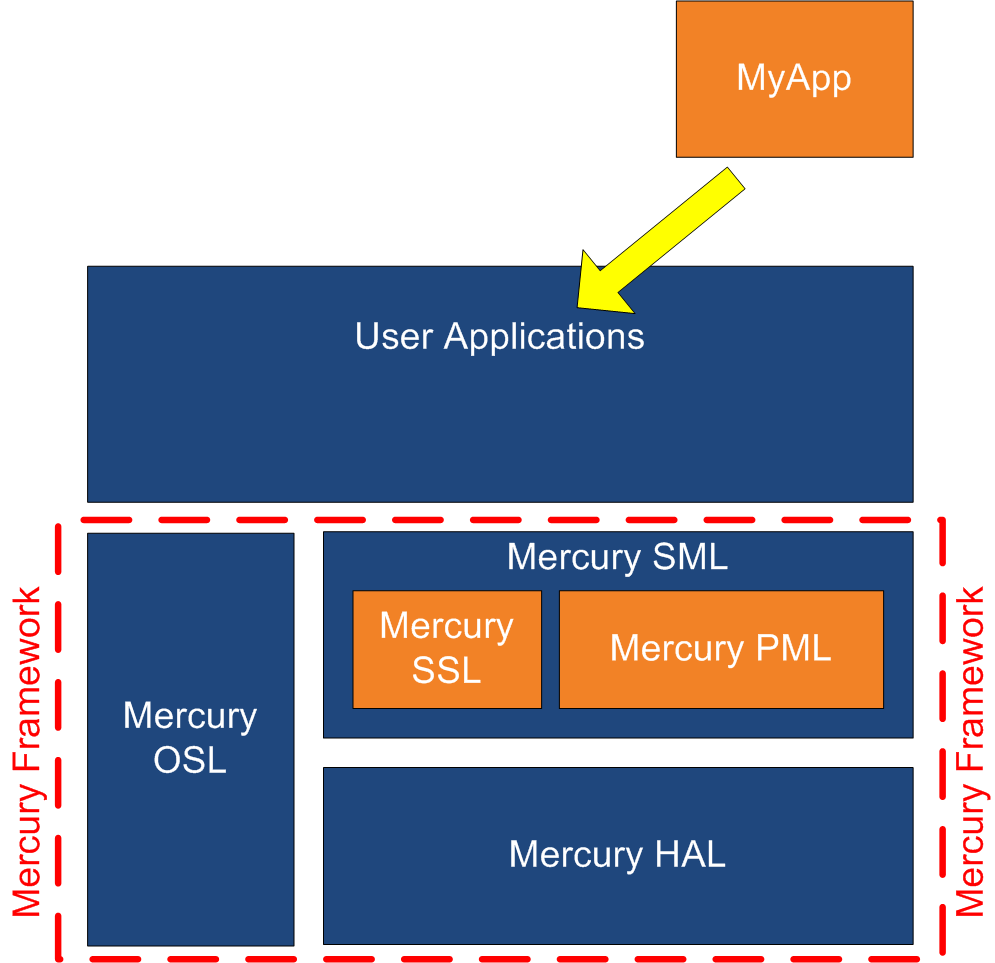 MyApp
User Applications
Mercury Framework
Mercury SML
Mercury
SSL
Mercury PML
Mercury
OSL
Mercury HAL
Mercury Framework